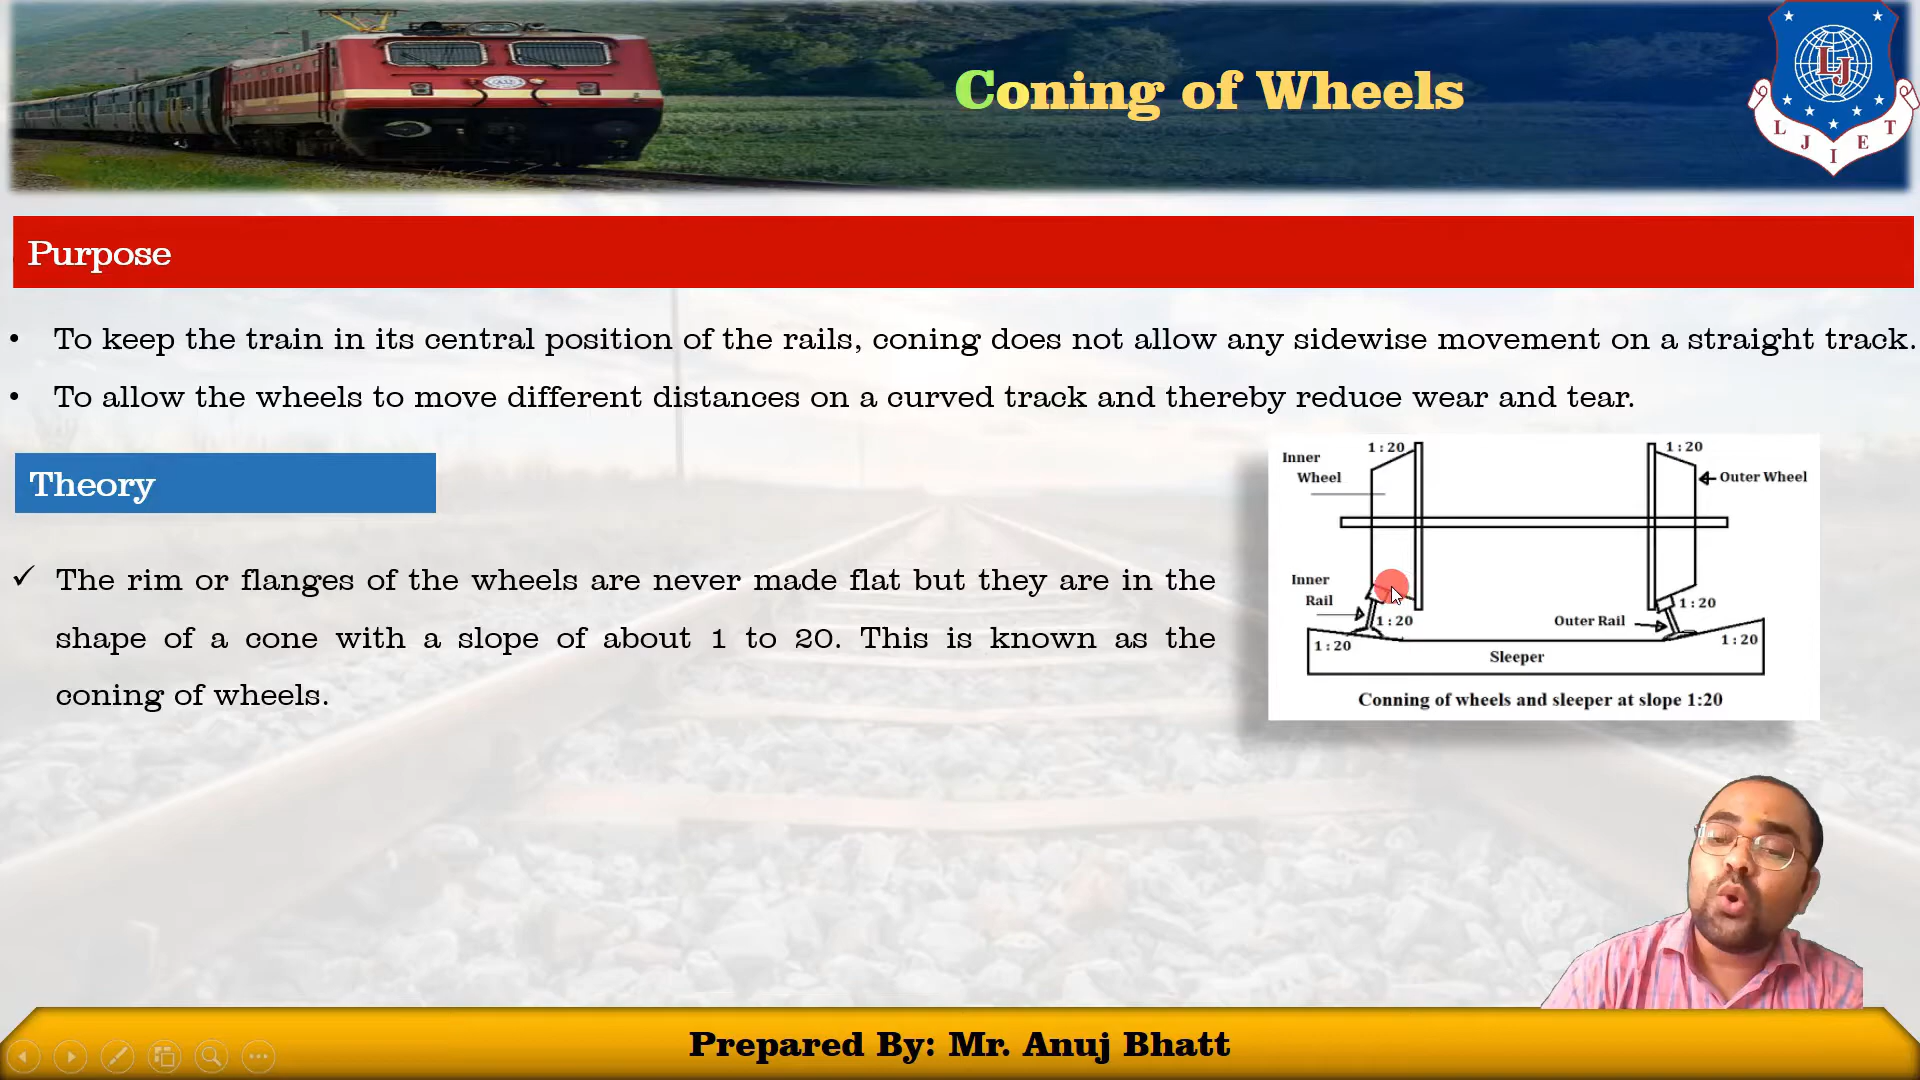 Coning of Wheels
LJ
L J I E T
Purpose
• To keep the train in its central position of the rails, coning does not allow any sidewise movement on a straight track.
• To allow the wheels to move different distances on a curved track and thereby reduce wear and tear.
Theory
✓ The rim or flanges of the wheels are never made flat but they are in the
shape of a cone with a slope of about 1 to 20. This is known as the
coning of wheels.
1:20
1:20
Inner
Wheel
Outer Wheel
Inner
Rail
1:20
1:20
Outer Rail
1:20
1:20
Sleeper
Conning of wheels and sleeper at slope 1:20
Prepared By: Mr. Anuj Bhatt